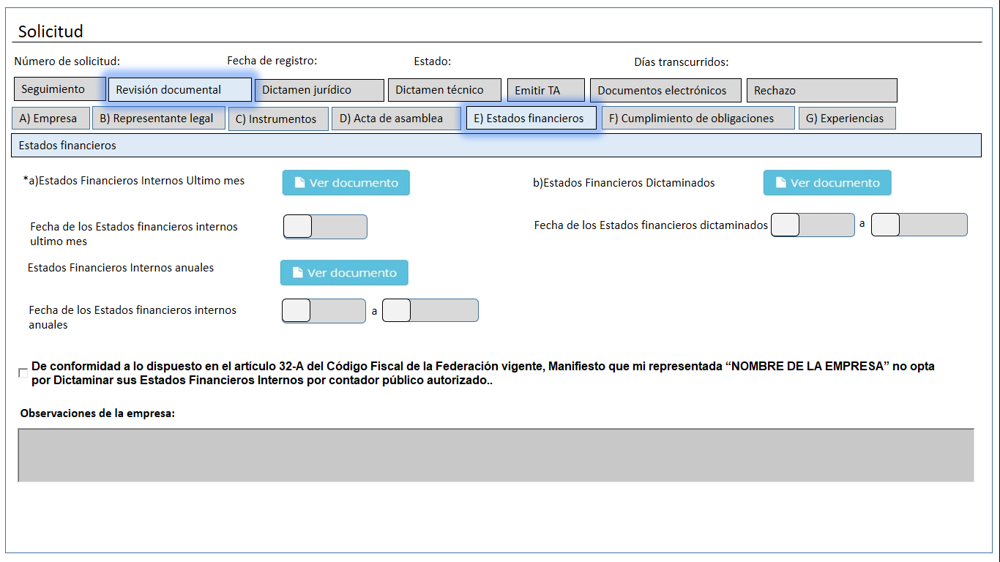 Solicitud
Número de solicitud: Fecha de registro: Estado: Días transcurridos:
Seguimiento Revisión documental Dictamen jurídico Dictamen técnico Emitir TA Documentos electrónicos Rechazo
A) Empresa B) Representante legal C) Instrumentos D) Acta de asamblea E) Estados financieros F) Cumplimiento de obligaciones G) Experiencias
Estados financieros
*a)Estados Financieros Internos Ultimo mes Ver documento b)Estados Financieros Dictaminados Ver documento
Fecha de los Estados financieros internos
ultimo mes
Fecha de los Estados financieros dictaminados a
Estados Financieros Internos anuales Ver documento
Fecha de los Estados financieros internos
anuales
a
De conformidad a lo dispuesto en el artículo 32-A del Código Fiscal de la Federación vigente, Manifiesto que mi representada “NOMBRE DE LA EMPRESA” no opta
por Dictaminar sus Estados Financieros Internos por contador público autorizado..
Observaciones de la empresa: